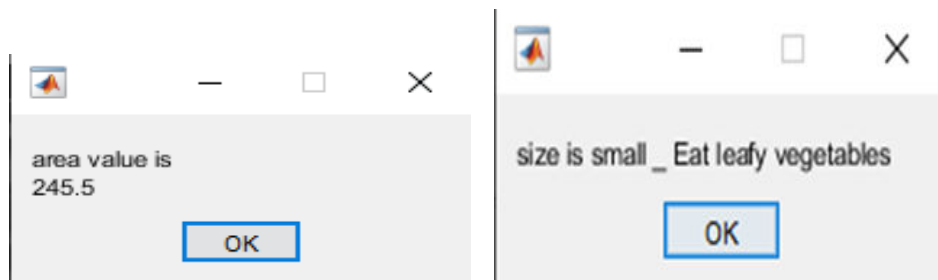 area value is
245.5
OK
size is small _ Eat leafy vegetables
OK